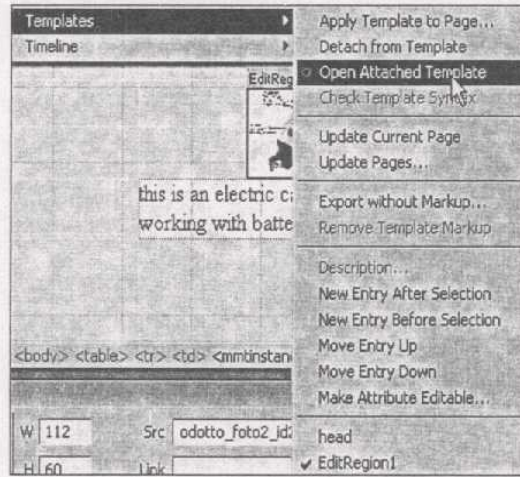 Templates
Timeline
EditReg
this is an electric c
working with batte
<body> <table> <tr> <td> <mmtinstan
W 112 Src odotto_foto2_id2
H 60 Link
Apply Template to Page...
Detach from Template
Open Attached Template
Check Template Syntax
Update Current Page
Update Pages...
Export without Markup...
Remove Template Markup
Description...
New Entry After Selection
New Entry Before Selection
Move Entry Up
Move Entry Down
Make Attribute Editable...
head
EditRegion1